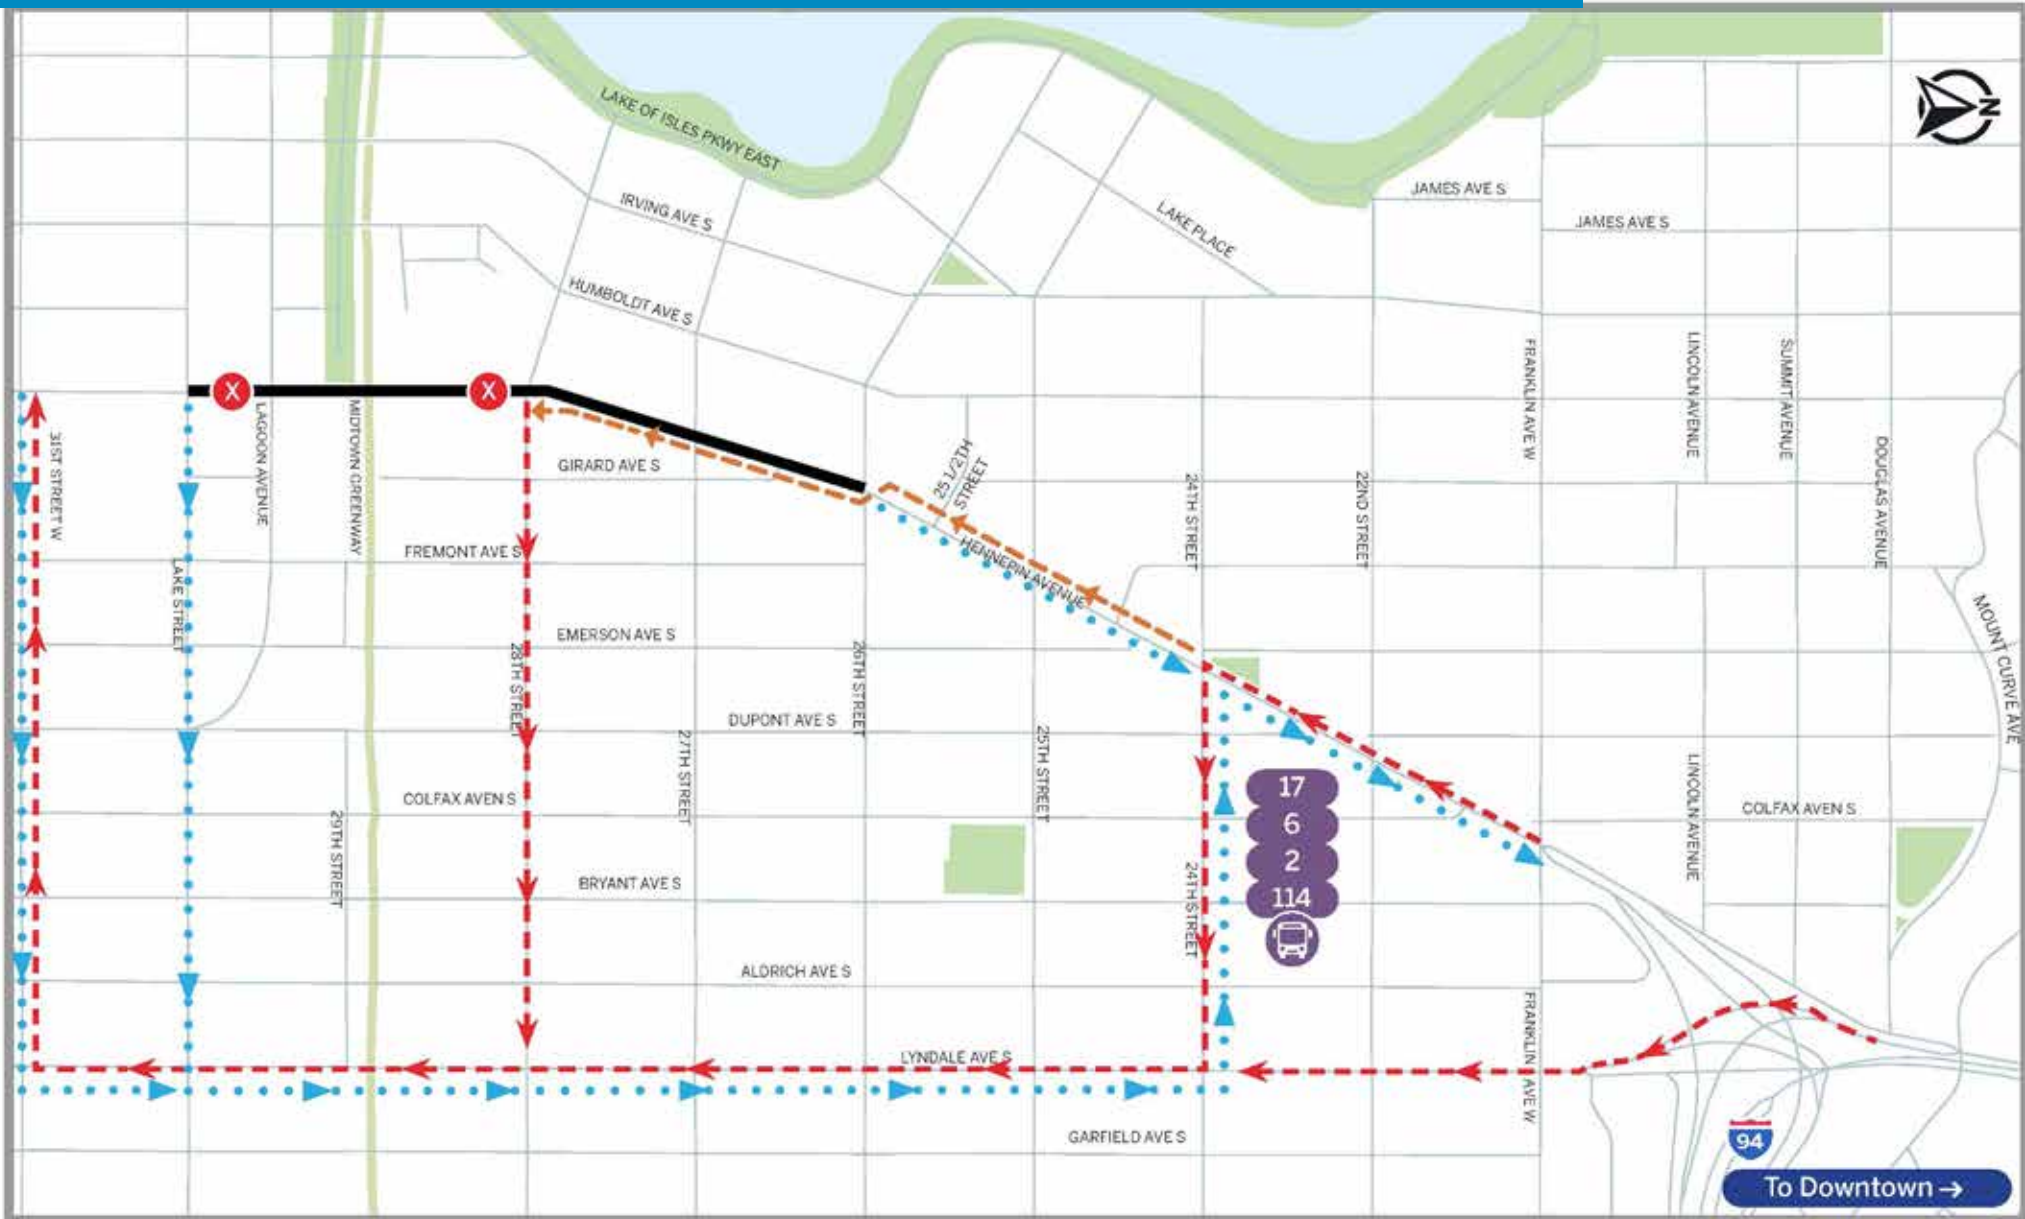 N
LAKE OF ISLES PKWY EAST
IRVING AVE S
LAKE PLACE
JAMES AVE S
JAMES AVE S
HUMBOLDT AVE S
X
X
31ST STREET W
LAGOON AVENUE
MIDTOWN GREENWAY
GIRARD AVE S
25 1/2TH
STREET
24TH STREET
22ND STREET
FRANKLIN AVE W
LINCOLN AVENUE
SUMMIT AVENUE
DOUGLAS AVENUE
LAKE STREET
FREMONT AVE S
HENNEPIN AVENUE
EMERSON AVE S
28TH STREET
26TH STREET
MOUNT CURVE AVE
DUPONT AVE S
27TH STREET
25TH STREET
17
6
2
114
COLFAX AVEN S
29TH STREET
LINCOLN AVENUE
COLFAX AVEN S
BRYANT AVE S
24TH STREET
ALDRICH AVE S
LYNDALE AVE S
FRANKLIN AVE W
GARFIELD AVE S
94
To Downtown →